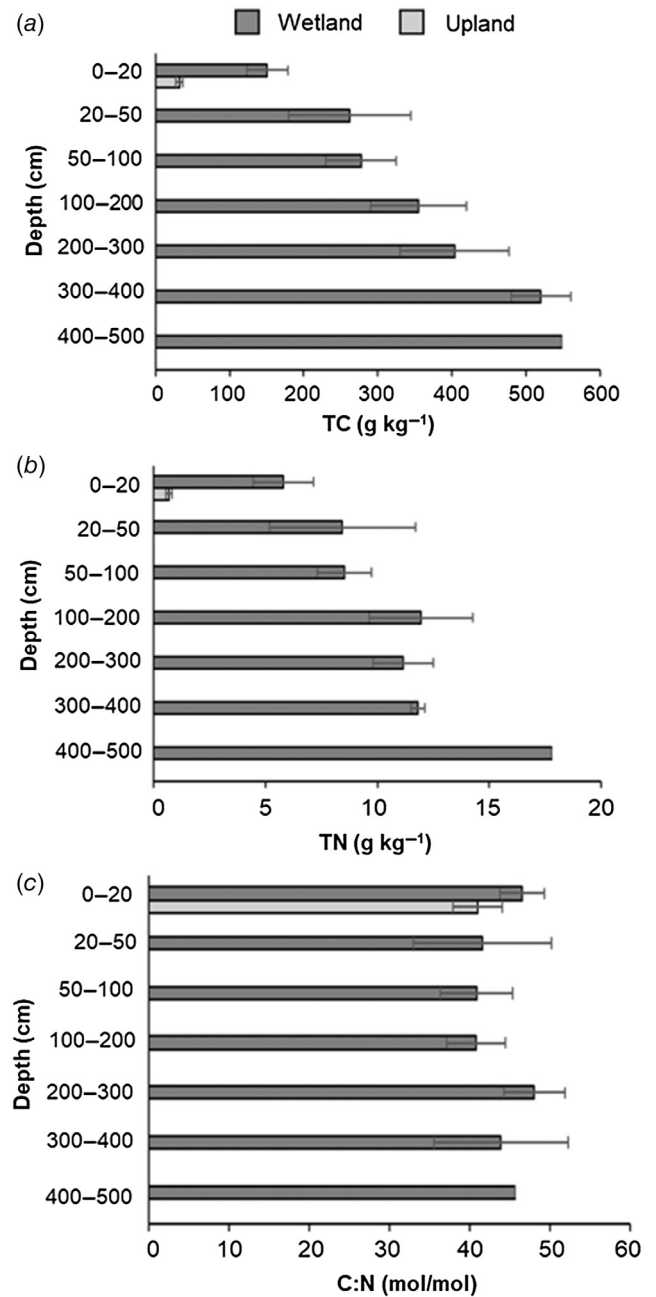 (a)
Wetland Upland
0–20
20–50
50–100
100–200
200–300
300–400
400–500
Depth (cm)
0 100 200 300 400 500 600
TC (g kg⁻¹)
(b)
0–20
20–50
50–100
100–200
200–300
300–400
400–500
Depth (cm)
0 5 10 15 20
TN (g kg⁻¹)
(c)
0–20
20–50
50–100
100–200
200–300
300–400
400–500
Depth (cm)
0 10 20 30 40 50 60
C:N (mol/mol)